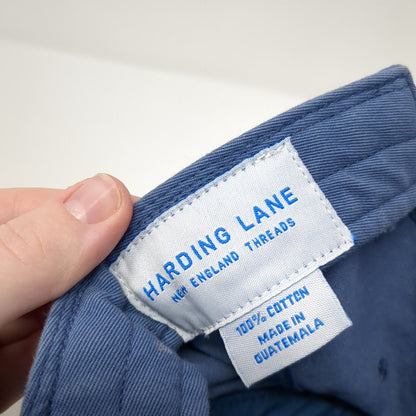 HARDING LANE
NEW ENGLAND THREADS
100% COTTON
MADE IN
GUATEMALA